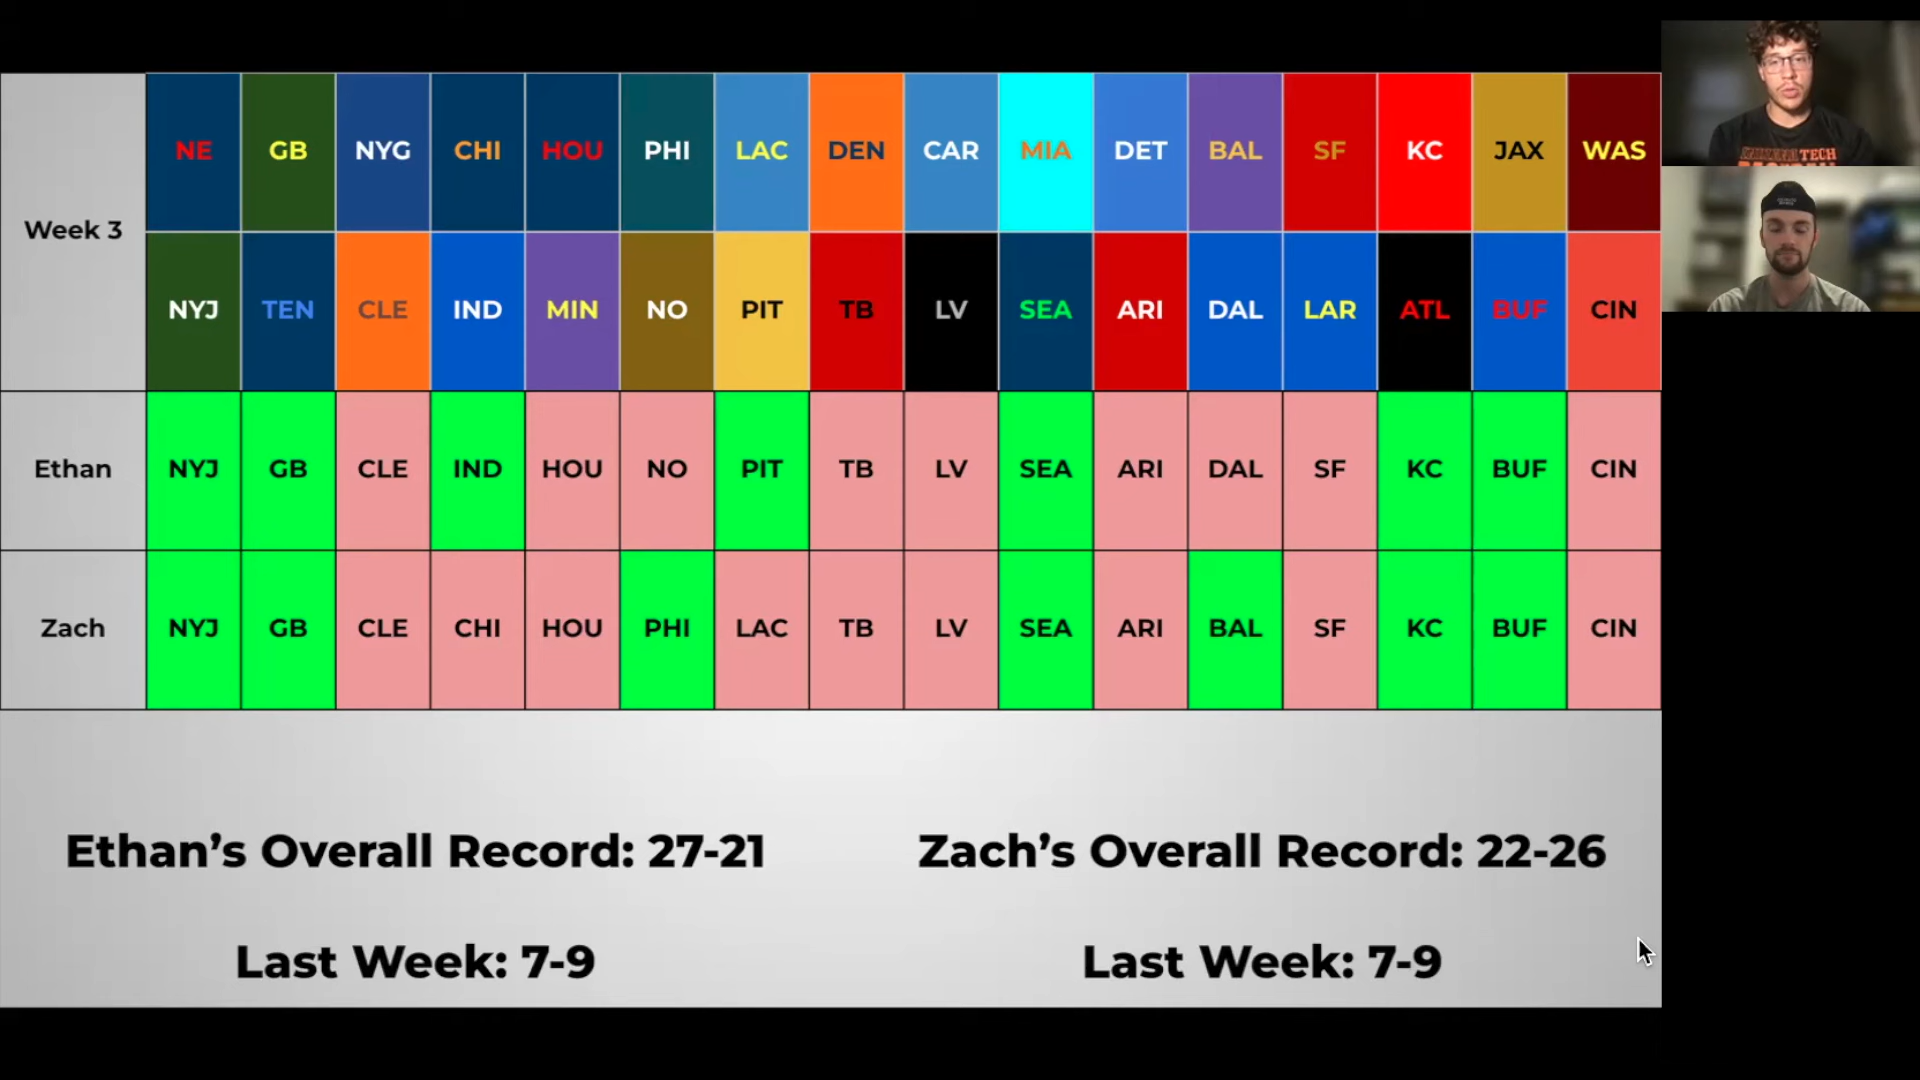 Week 3
NE GB NYG CHI HOU PHI LAC DEN CAR MIA DET BAL SF KC JAX WAS
NYJ TEN CLE IND MIN NO PIT TB LV SEA ARI DAL LAR ATL BUF CIN
Ethan NYJ GB CLE IND HOU NO PIT TB LV SEA ARI DAL SF KC BUF CIN
Zach NYJ GB CLE CHI HOU PHI LAC TB LV SEA ARI BAL SF KC BUF CIN
Ethan’s Overall Record: 27-21
Zach’s Overall Record: 22-26
Last Week: 7-9
Last Week: 7-9
TECH